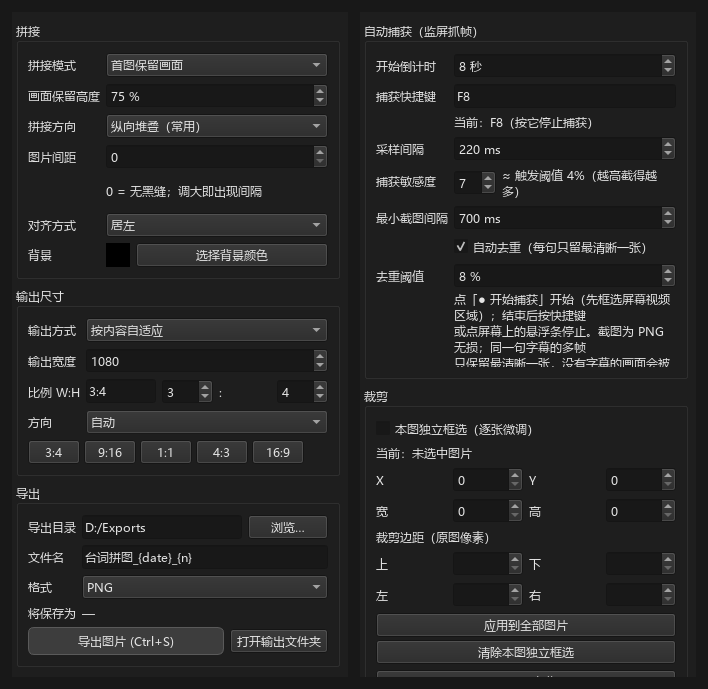 拼接
拼接模式 首图保留画面
画面保留高度 75 %
拼接方向 纵向堆叠（常用）
图片间距 0
0 = 无黑缝；调大即出现间隔
对齐方式 居左
背景 选择背景颜色
输出尺寸
输出方式 按内容自适应
输出宽度 1080
比例 W:H 3:4 3 : 4
方向 自动
3:4 9:16 1:1 4:3 16:9
导出
导出目录 D:/Exports 浏览...
文件名 台词拼图_{date}_{n}
格式 PNG
将保存为 —
导出图片 (Ctrl+S) 打开输出文件夹
自动捕获（监屏抓帧）
开始倒计时 8 秒
捕获快捷键 F8
当前：F8（按它停止捕获）
采样间隔 220 ms
捕获敏感度 7 ≈ 触发阈值 4%（越高截得越
多）
最小截图间隔 700 ms
自动去重（每句只留最清晰一张）
去重阈值 8 %
点「● 开始捕获」开始（先框选屏幕视频
区域）；结束后按快捷键
或点屏幕上的悬浮条停止。截图为 PNG
无损；同一句字幕的多帧
只保留最清晰一张，没有字幕的画面会被
裁剪
本图独立框选（逐张微调）
当前：未选中图片
X 0 Y 0
宽 0 高 0
裁剪边距（原图像素）
上 下
左 右
应用到全部图片
清除本图独立框选